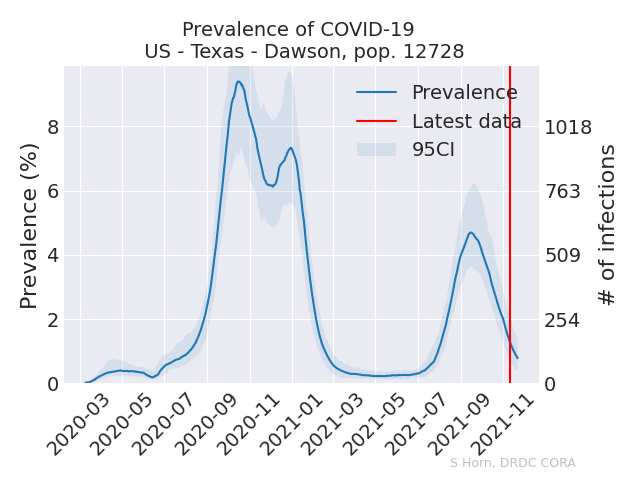 Prevalence of COVID-19
US - Texas - Dawson, pop. 12728
Prevalence
Latest data
95CI
Prevalence (%)
8
6
4
2
0
# of infections
1018
763
509
254
0
2020-03
2020-05
2020-07
2020-09
2020-11
2021-01
2021-03
2021-05
2021-07
2021-09
2021-11
S Horn, DRDC CORA